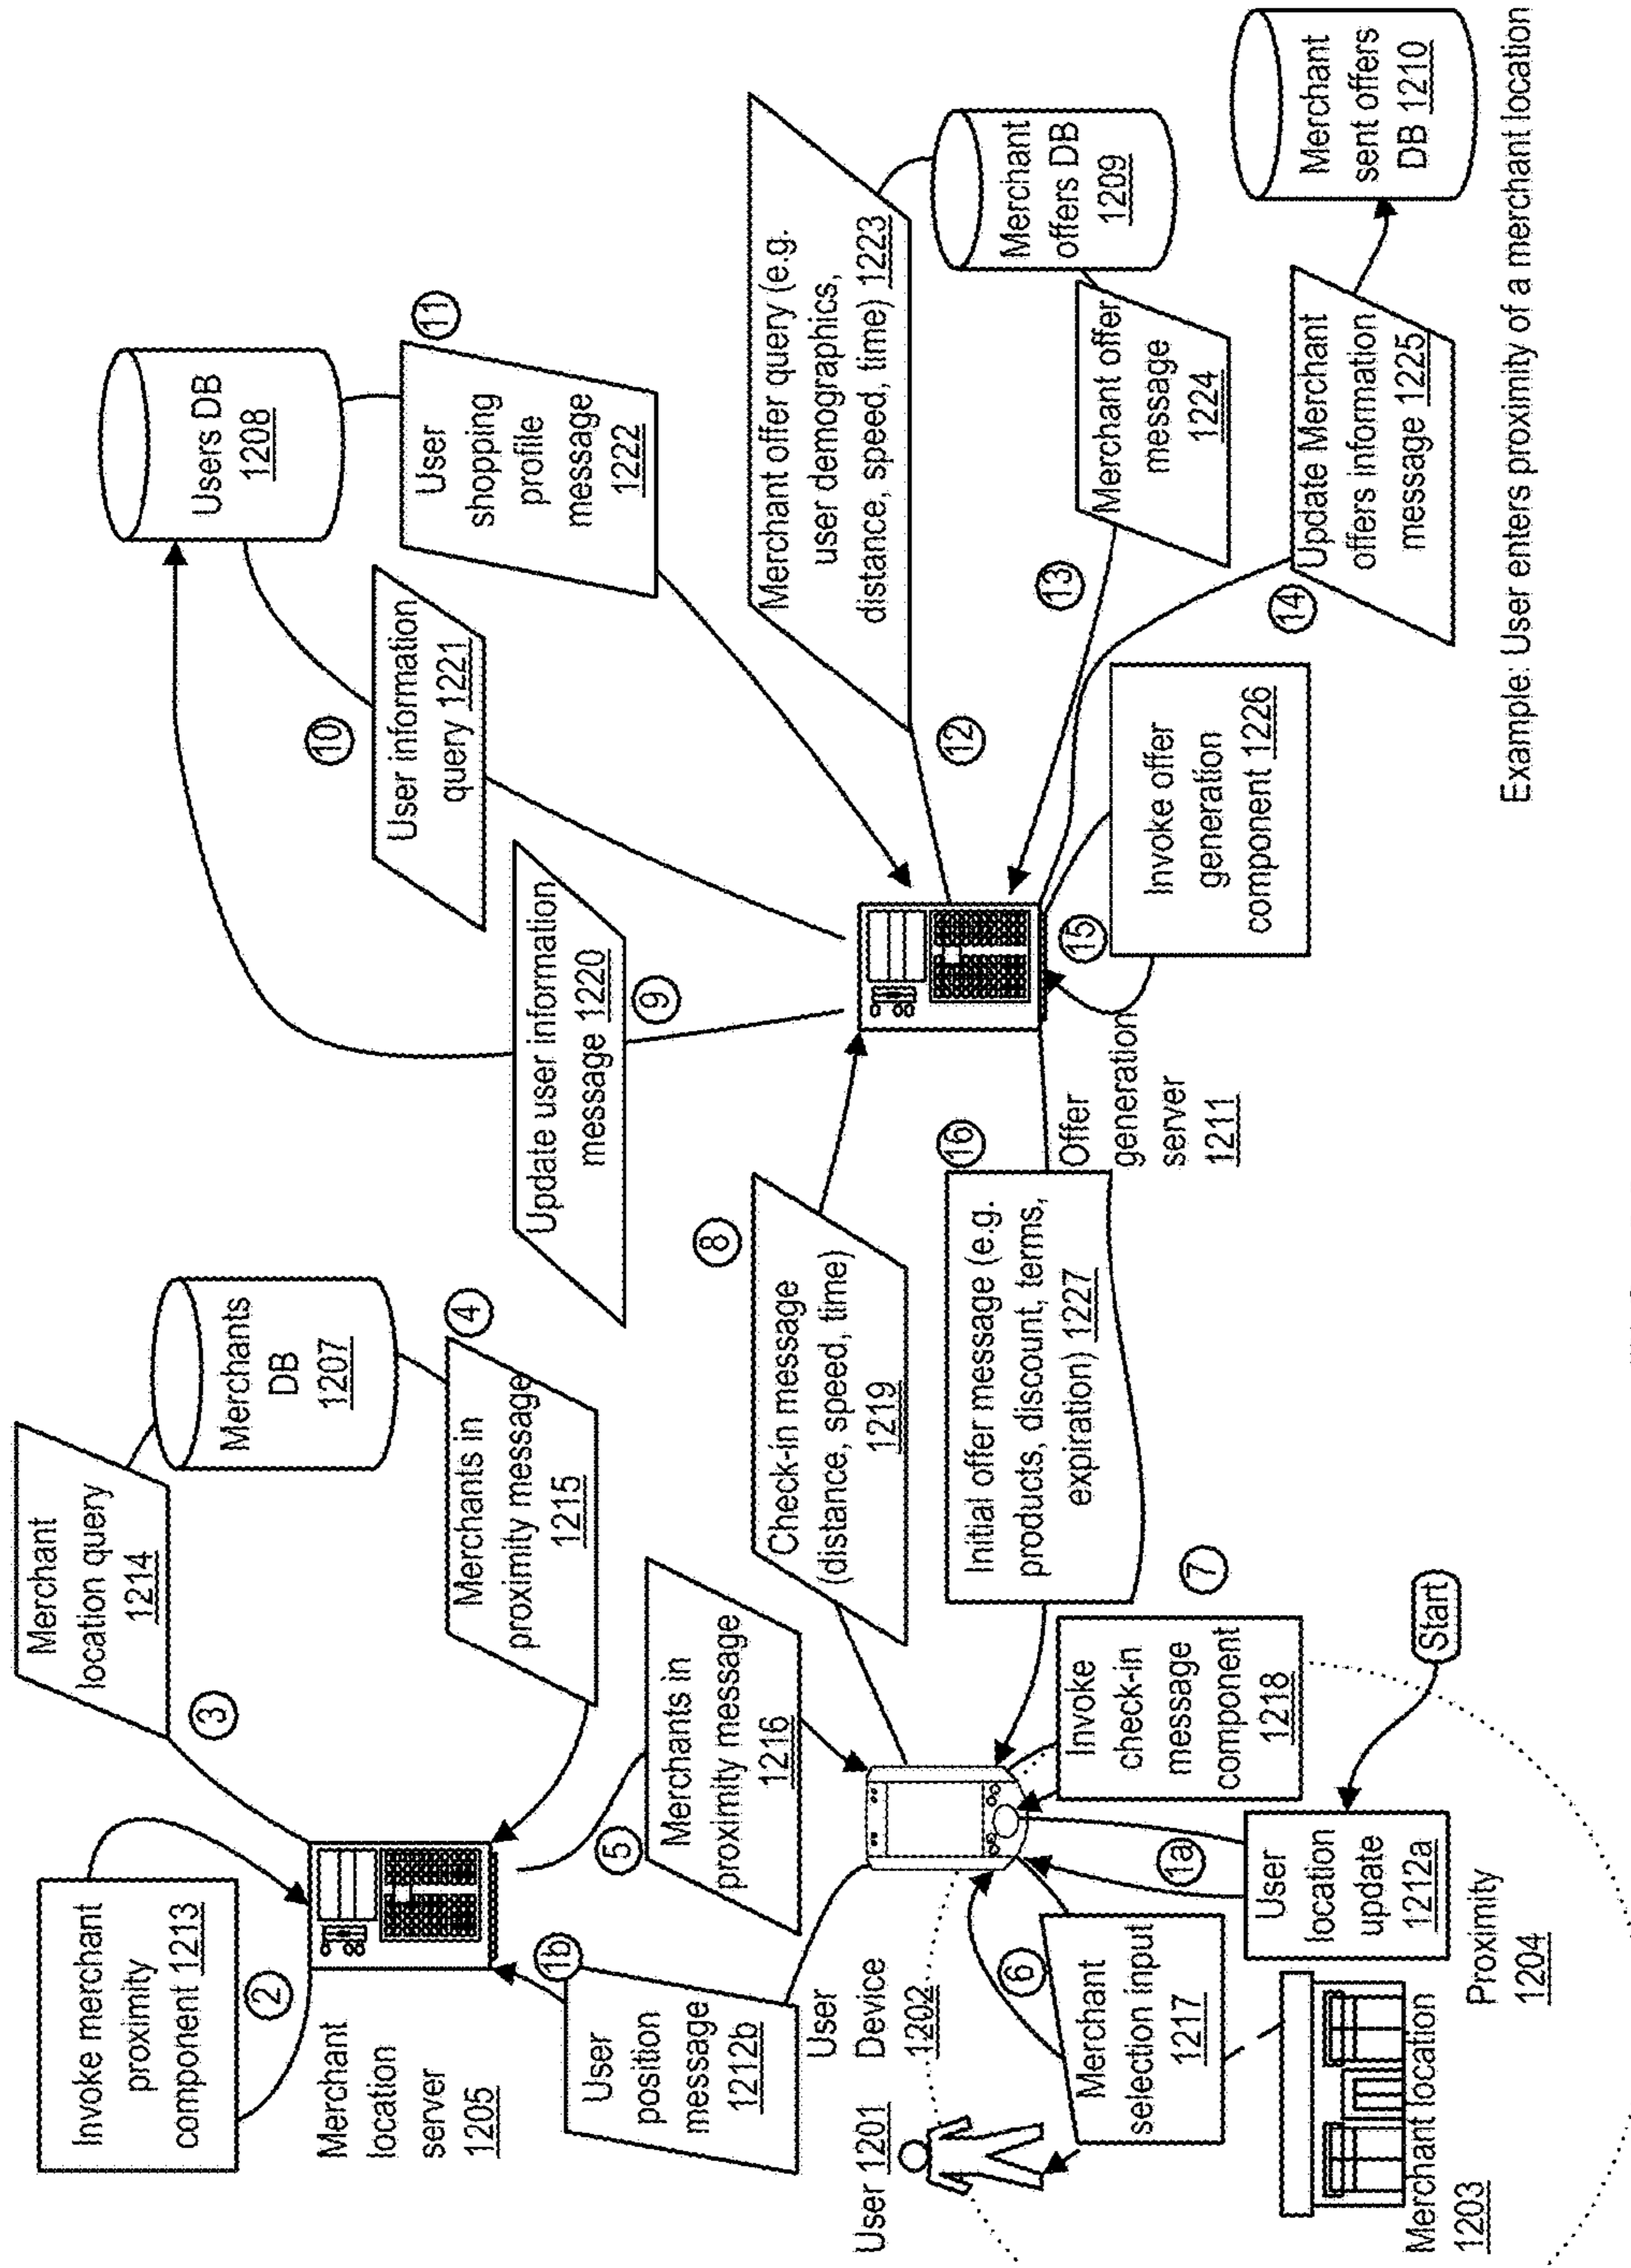 Invoke merchant
proximity
component 1213
2
Merchant
location
server
1205
3
Merchant
location query
1214
Merchants
DB
1207
4
Merchants in
proximity message
1215
1b
User
position
message
1212b
5
Merchants in
proximity message
1216
User
Device
1202
User 1201
6
Merchant
selection input
1217
Merchant location
1203
Proximity
1204
1a
User
location
update
1212a
Start
7
Invoke
check-in
message
component
1218
8
Check-in message
(distance, speed, time)
1219
16
Initial offer message (e.g.
products, discount, terms,
expiration) 1227
Offer
generation
server
1211
9
Update user information
message 1220
10
User information
query 1221
Users DB
1208
11
User
shopping
profile
message
1222
12
Merchant offer query (e.g.
user demographics,
distance, speed, time) 1223
Merchant
offers DB
1209
13
Merchant offer
message
1224
14
Update Merchant
offers information
message 1225
Merchant
sent offers
DB 1210
15
Invoke offer
generation
component 1226
Example: User enters proximity of a merchant location